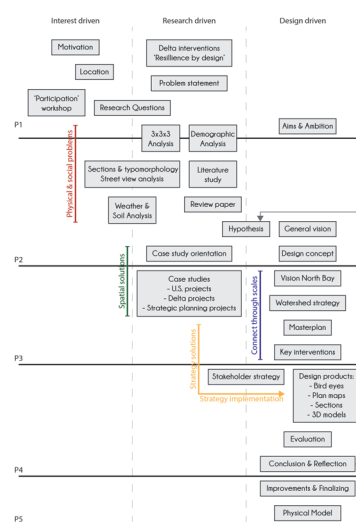 Interest driven
Research driven
Design driven
Motivation
Delta interventions
'Resillience by design'
Location
Problem statement
'Participation'
workshop
Research Questions
P1
Aims & Ambition
3x3x3
Analysis
Demographic
Analysis
Physical & social problems
Sections & typomorphology
Street view analysis
Literature
study
Weather &
Soil Analysis
Review paper
Hypothesis
General vision
Spatial solutions
Case study orientation
Design concept
P2
Case studies
- U.S. projects
- Delta projects
- Strategic planning projects
Connect through scales
Vision North Bay
Watershed strategy
Masterplan
Strategy solutions
Key interventions
P3
Stakeholder strategy
Strategy implementation
Design products:
- Bird eyes
- Plan maps
- Sections
- 3D models
Evaluation
Conclusion & Reflection
P4
Improvements & Finalizing
Physical Model
P5